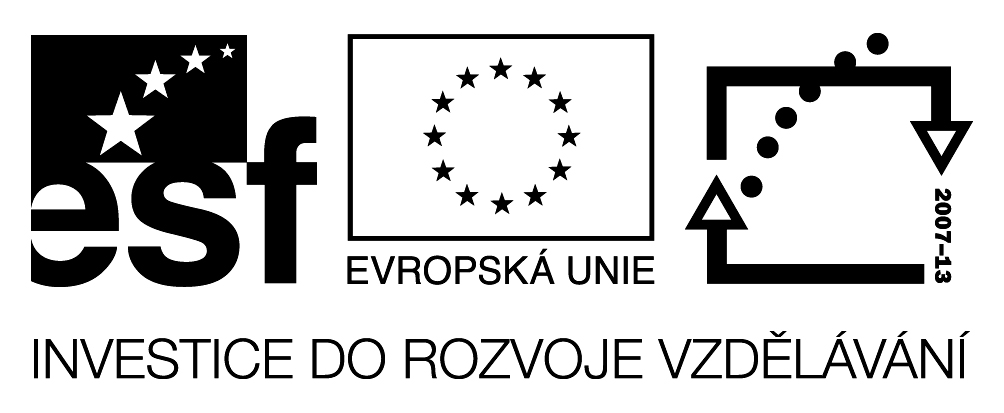 esf
EVROPSKÁ UNIE
2007-13
INVESTICE DO ROZVOJE VZDĚLÁVÁNÍ